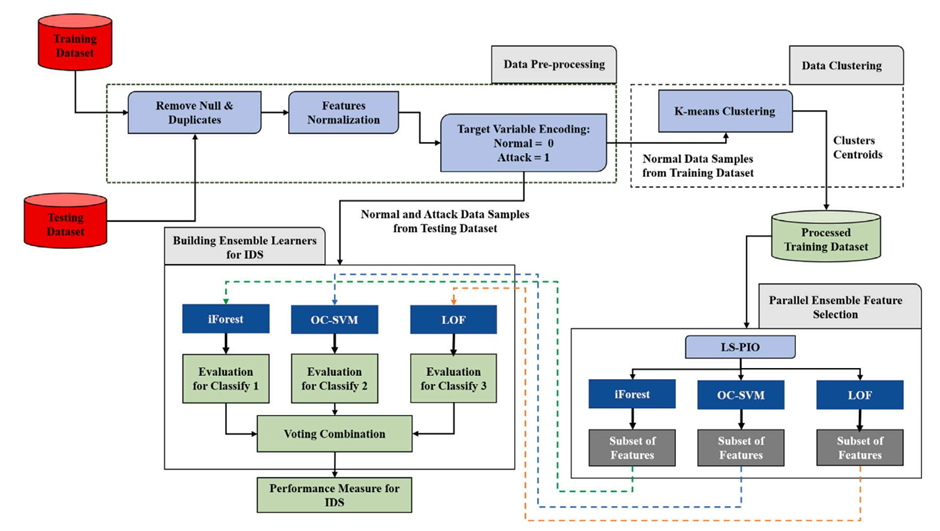 Training
Dataset
Data Pre-processing
Data Clustering
Remove Null &
Duplicates
Features
Normalization
Target Variable Encoding:
Normal = 0
Attack = 1
K-means Clustering
Normal Data Samples
from Training Dataset
Clusters
Centroids
Testing
Dataset
Normal and Attack Data Samples
from Testing Dataset
Processed
Training Dataset
Building Ensemble Learners
for IDS
Parallel Ensemble Feature
Selection
iForest
OC-SVM
LOF
LS-PIO
Evaluation
for Classify 1
Evaluation
for Classify 2
Evaluation
for Classify 3
iForest
OC-SVM
LOF
Voting Combination
Subset of
Features
Subset of
Features
Subset of
Features
Performance Measure for
IDS